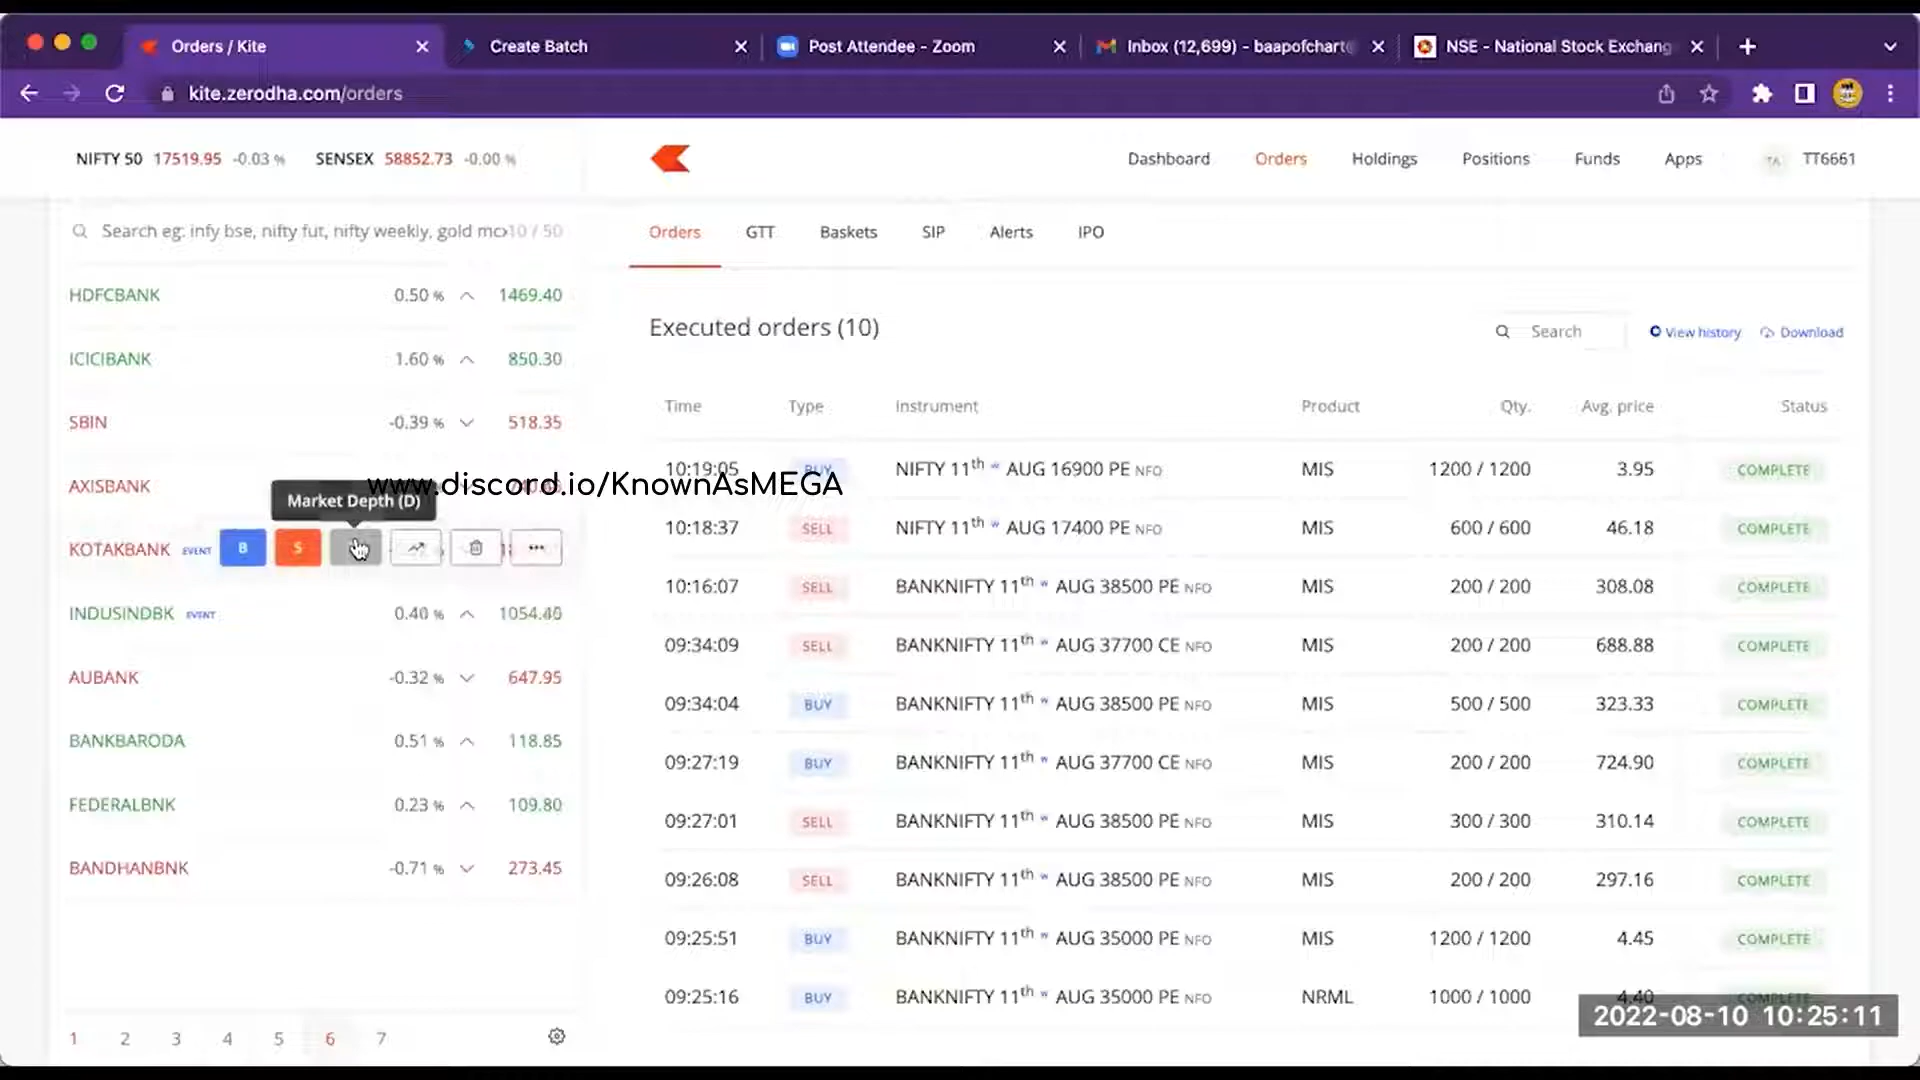 Orders / Kite
Create Batch
Post Attendee - Zoom
Inbox (12,699) - baapofchart
NSE - National Stock Exchang
kite.zerodha.com/orders
NIFTY 50 17519.95 -0.03 % SENSEX 58852.73 -0.00 %
Dashboard Orders Holdings Positions Funds Apps TT6661
Search eg: infy bse, nifty fut, nifty weekly, gold mcx 10 / 50
Orders GTT Baskets SIP Alerts IPO
HDFCBANK 0.50 % 1469.40
ICICIBANK 1.60 % 850.30
SBIN -0.39 % 518.35
AXISBANK
www.discord.io/KnownAsMEGA
Market Depth (D)
KOTAKBANK EVENT B S
INDUSINDBK EVENT 0.40 % 1054.40
AUBANK -0.32 % 647.95
BANKBARODA 0.51 % 118.85
FEDERALBNK 0.23 % 109.80
BANDHANBNK -0.71 % 273.45
1 2 3 4 5 6 7
Executed orders (10)
Search View history Download
Time Type Instrument Product Qty. Avg. price Status
10:19:05 BUY NIFTY 11th w AUG 16900 PE NFO MIS 1200 / 1200 3.95 COMPLETE
10:18:37 SELL NIFTY 11th w AUG 17400 PE NFO MIS 600 / 600 46.18 COMPLETE
10:16:07 SELL BANKNIFTY 11th w AUG 38500 PE NFO MIS 200 / 200 308.08 COMPLETE
09:34:09 SELL BANKNIFTY 11th w AUG 37700 CE NFO MIS 200 / 200 688.88 COMPLETE
09:34:04 BUY BANKNIFTY 11th w AUG 38500 PE NFO MIS 500 / 500 323.33 COMPLETE
09:27:19 BUY BANKNIFTY 11th w AUG 37700 CE NFO MIS 200 / 200 724.90 COMPLETE
09:27:01 SELL BANKNIFTY 11th w AUG 38500 PE NFO MIS 300 / 300 310.14 COMPLETE
09:26:08 SELL BANKNIFTY 11th w AUG 38500 PE NFO MIS 200 / 200 297.16 COMPLETE
09:25:51 BUY BANKNIFTY 11th w AUG 35000 PE NFO MIS 1200 / 1200 4.45 COMPLETE
09:25:16 BUY BANKNIFTY 11th w AUG 35000 PE NFO NRML 1000 / 1000 4.40 COMPLETE
2022-08-10 10:25:11